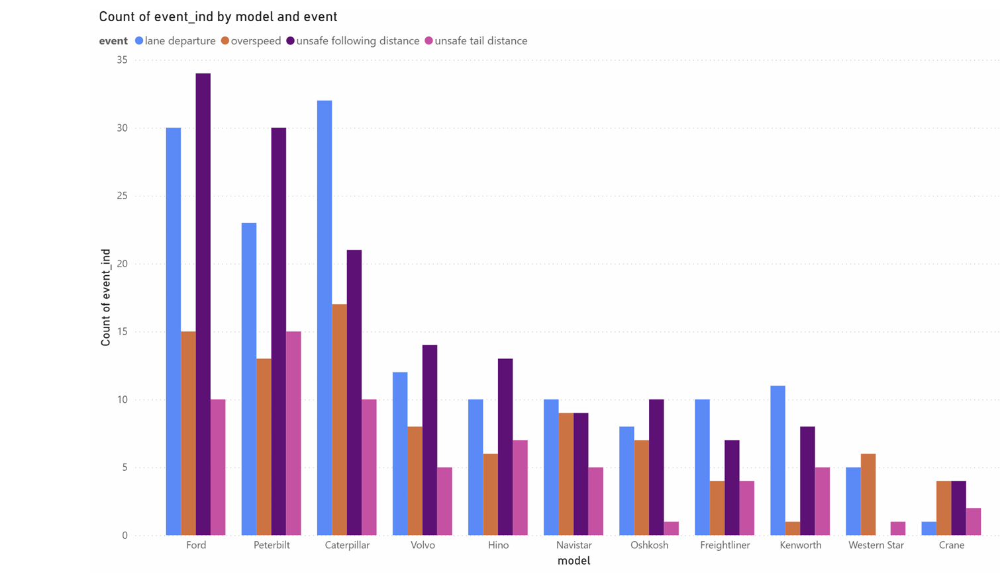 Count of event_ind by model and event
event lane departure overspeed unsafe following distance unsafe tail distance
35
30
25
20
15
10
5
0
Count of event_ind
Ford Peterbilt Caterpillar Volvo Hino Navistar Oshkosh Freightliner Kenworth Western Star Crane
model